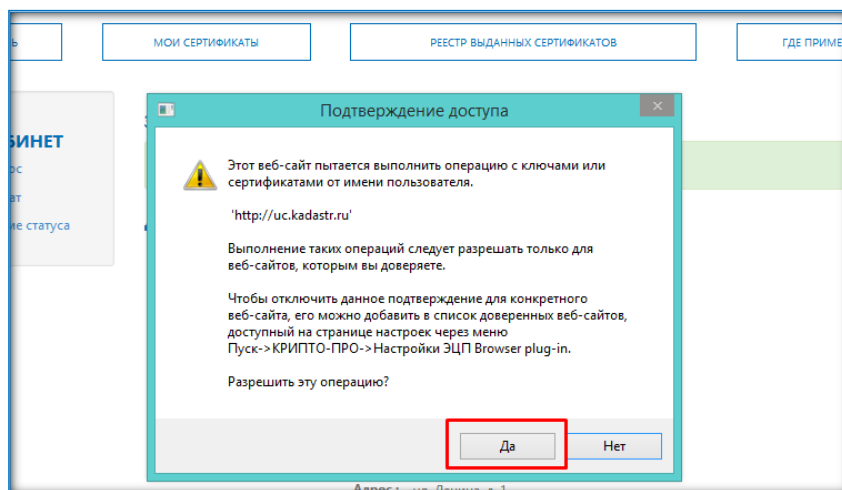 МОИ СЕРТИФИКАТЫ
РЕЕСТР ВЫДАННЫХ СЕРТИФИКАТОВ
ГДЕ ПРИМЕ
Подтверждение доступа
БИНЕТ
ос
ат
ие статуса
Этот веб-сайт пытается выполнить операцию с ключами или
сертификатами от имени пользователя.
'http://uc.kadastr.ru'
Выполнение таких операций следует разрешать только для
веб-сайтов, которым вы доверяете.
Чтобы отключить данное подтверждение для конкретного
веб-сайта, его можно добавить в список доверенных веб-сайтов,
доступный на странице настроек через меню
Пуск->КРИПТО-ПРО->Настройки ЭЦП Browser plug-in.
Разрешить эту операцию?
Да
Нет